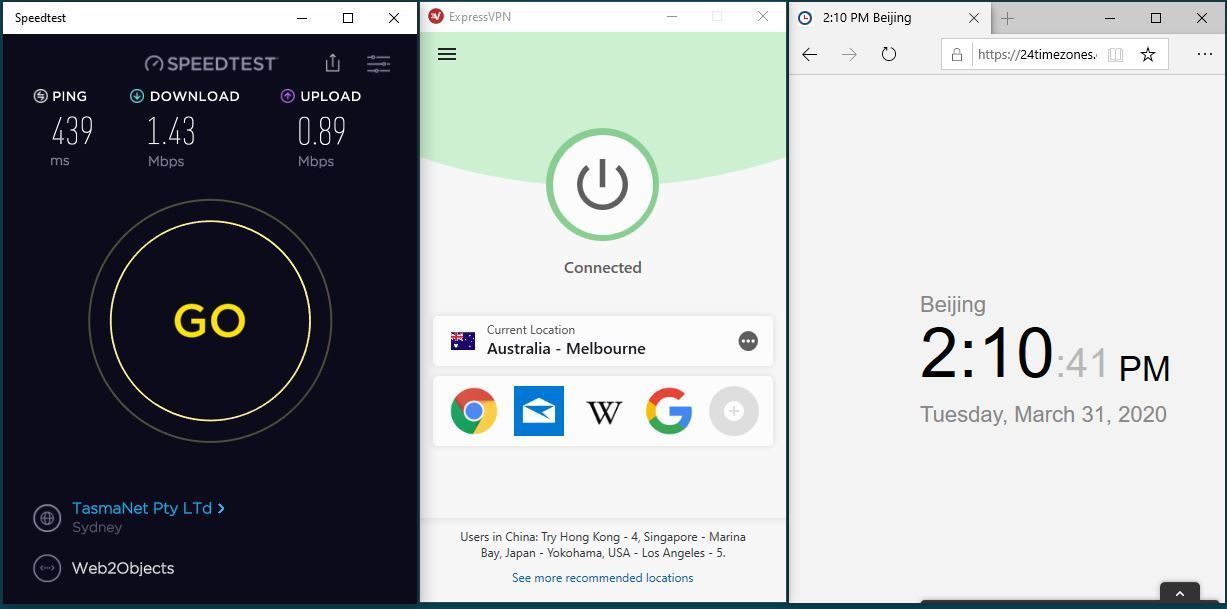 Speedtest
SPEEDTEST
PING
DOWNLOAD
UPLOAD
439
1.43
0.89
ms
Mbps
Mbps
GO
TasmaNet Pty LTd >
Sydney
Web2Objects
ExpressVPN
Connected
Current Location
Australia - Melbourne
W
Users in China: Try Hong Kong - 4, Singapore - Marina
Bay, Japan - Yokohama, USA - Los Angeles - 5.
See more recommended locations
2:10 PM Beijing
https://24timezones.
Beijing
2:10:41 PM
Tuesday, March 31, 2020